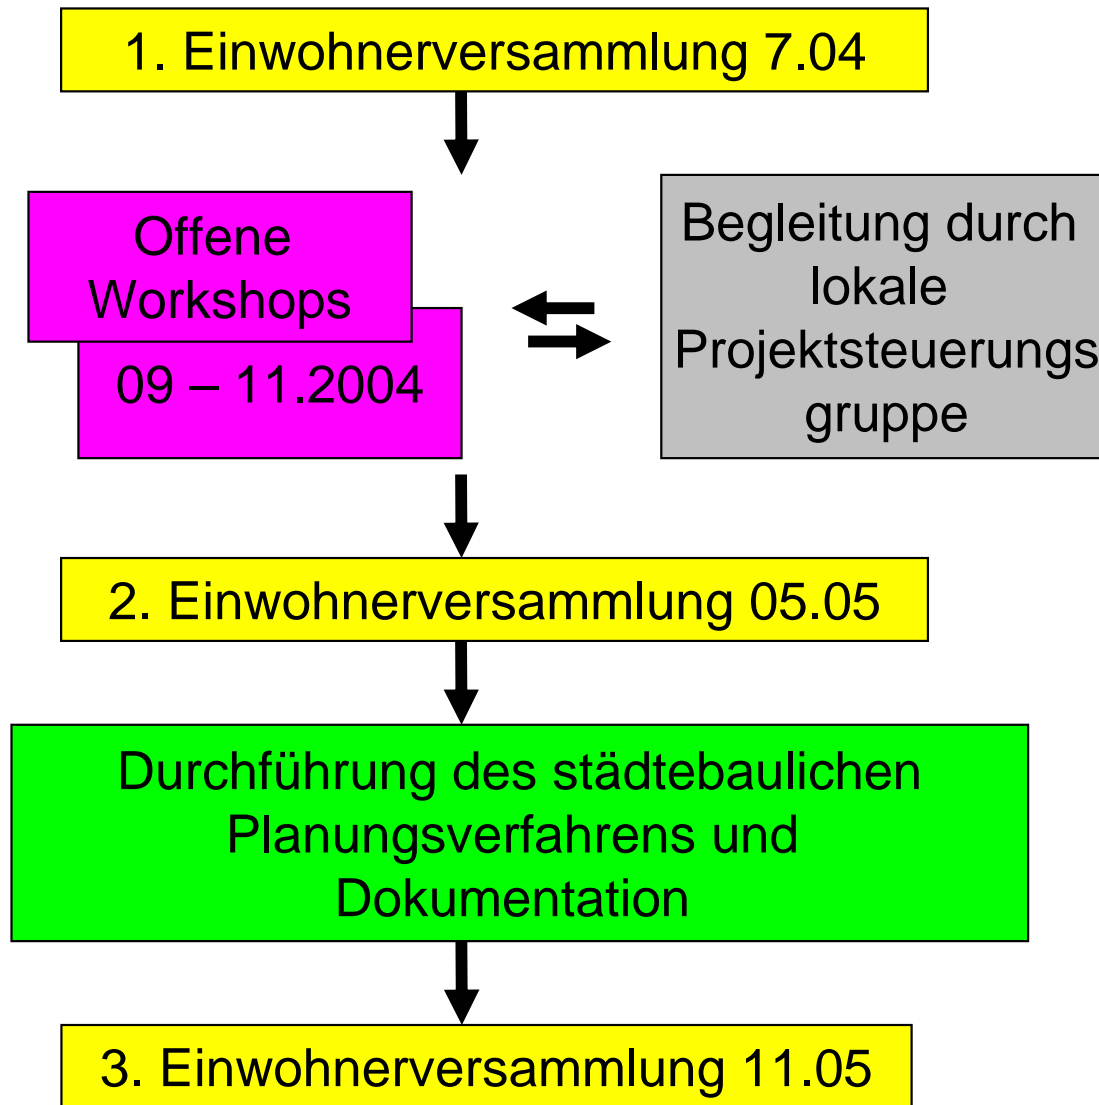 1. Einwohnerversammlung 7.04
Offene
Workshops
09 – 11.2004
Begleitung durch
lokale
Projektsteuerungs
gruppe
2. Einwohnerversammlung 05.05
Durchführung des städtebaulichen
Planungsverfahrens und
Dokumentation
3. Einwohnerversammlung 11.05